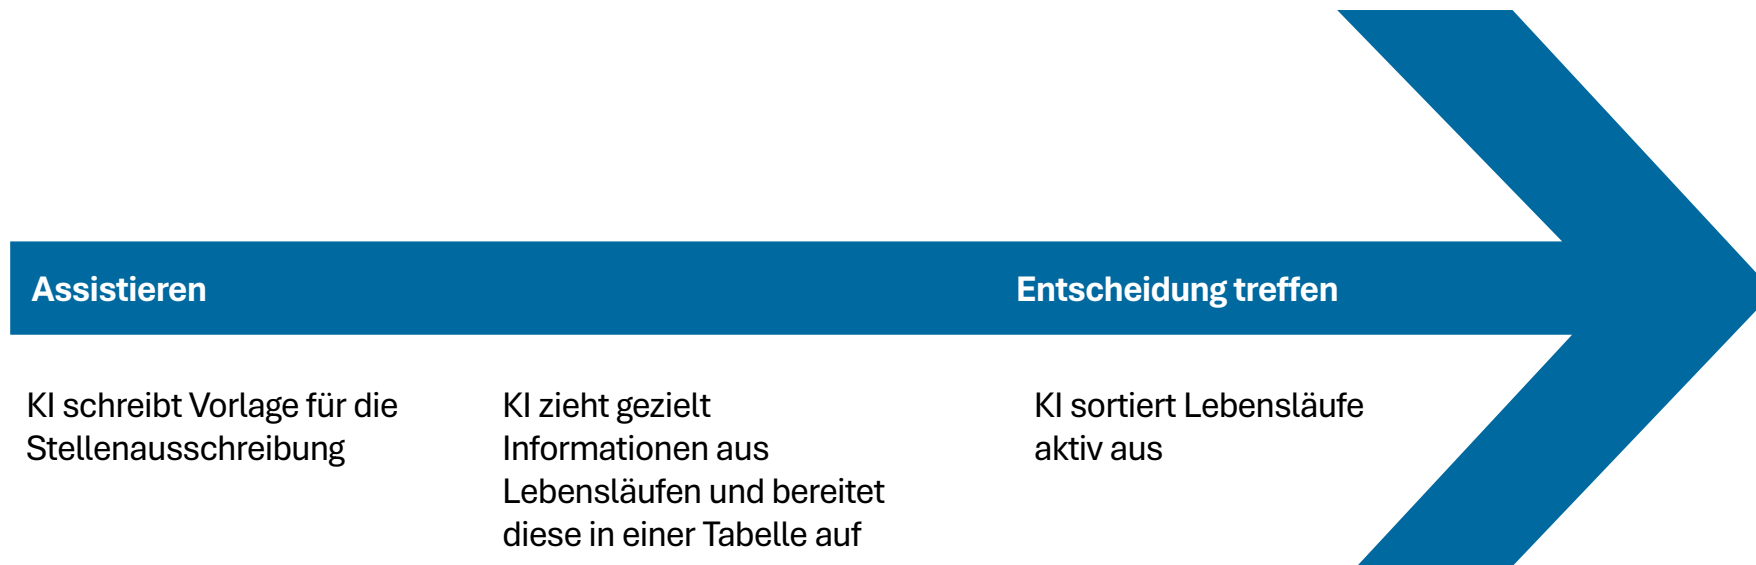 Assistieren
Entscheidung treffen
KI schreibt Vorlage für die
Stellenausschreibung
KI zieht gezielt
Informationen aus
Lebensläufen und bereitet
diese in einer Tabelle auf
KI sortiert Lebensläufe
aktiv aus